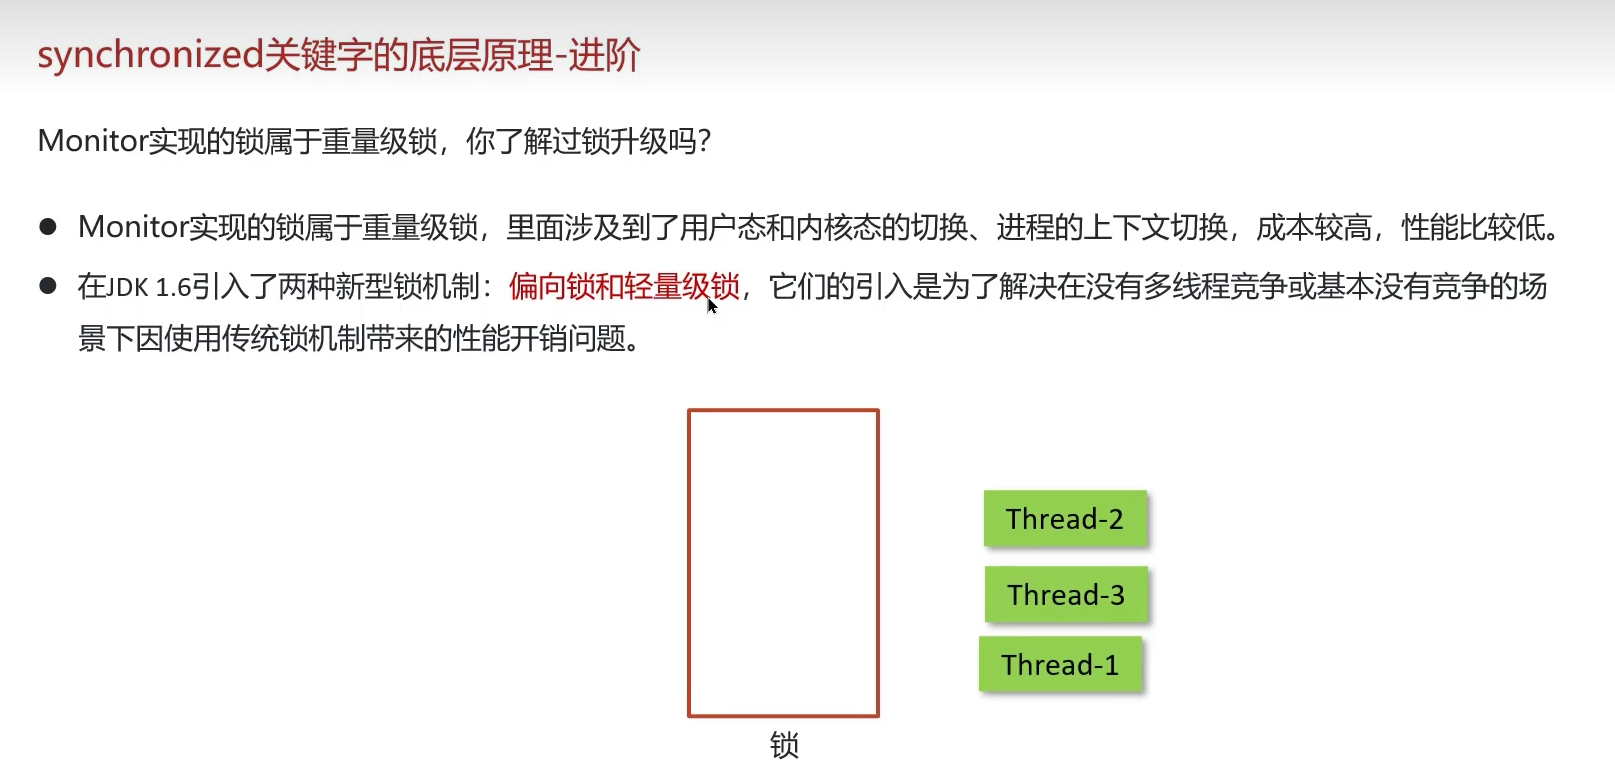 synchronized关键字的底层原理-进阶
Monitor实现的锁属于重量级锁，你了解过锁升级吗？
● Monitor实现的锁属于重量级锁，里面涉及到了用户态和内核态的切换、进程的上下文切换，成本较高，性能比较低。
● 在JDK 1.6引入了两种新型锁机制：偏向锁和轻量级锁，它们的引入是为了解决在没有多线程竞争或基本没有竞争的场
景下因使用传统锁机制带来的性能开销问题。
Thread-2
Thread-3
Thread-1
锁